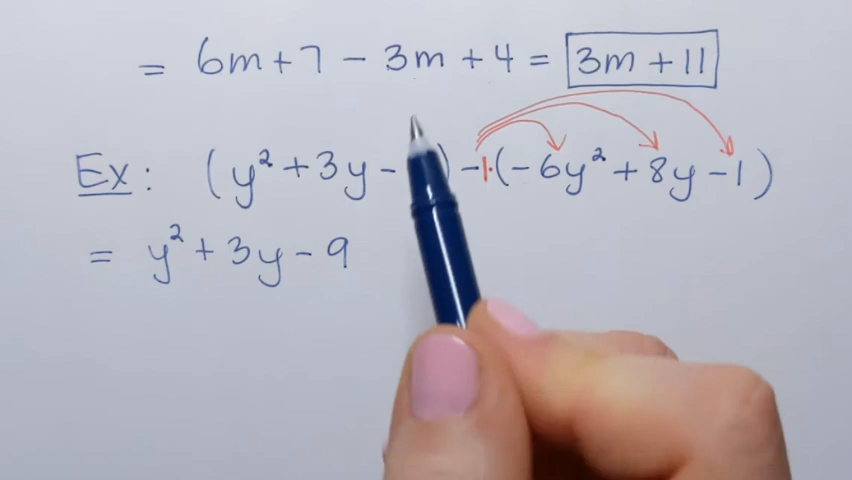 = 6m + 7 - 3m + 4 = 3m + 11
Ex: (y² + 3y - ) - 1·(-6y² + 8y - 1)
= y² + 3y - 9